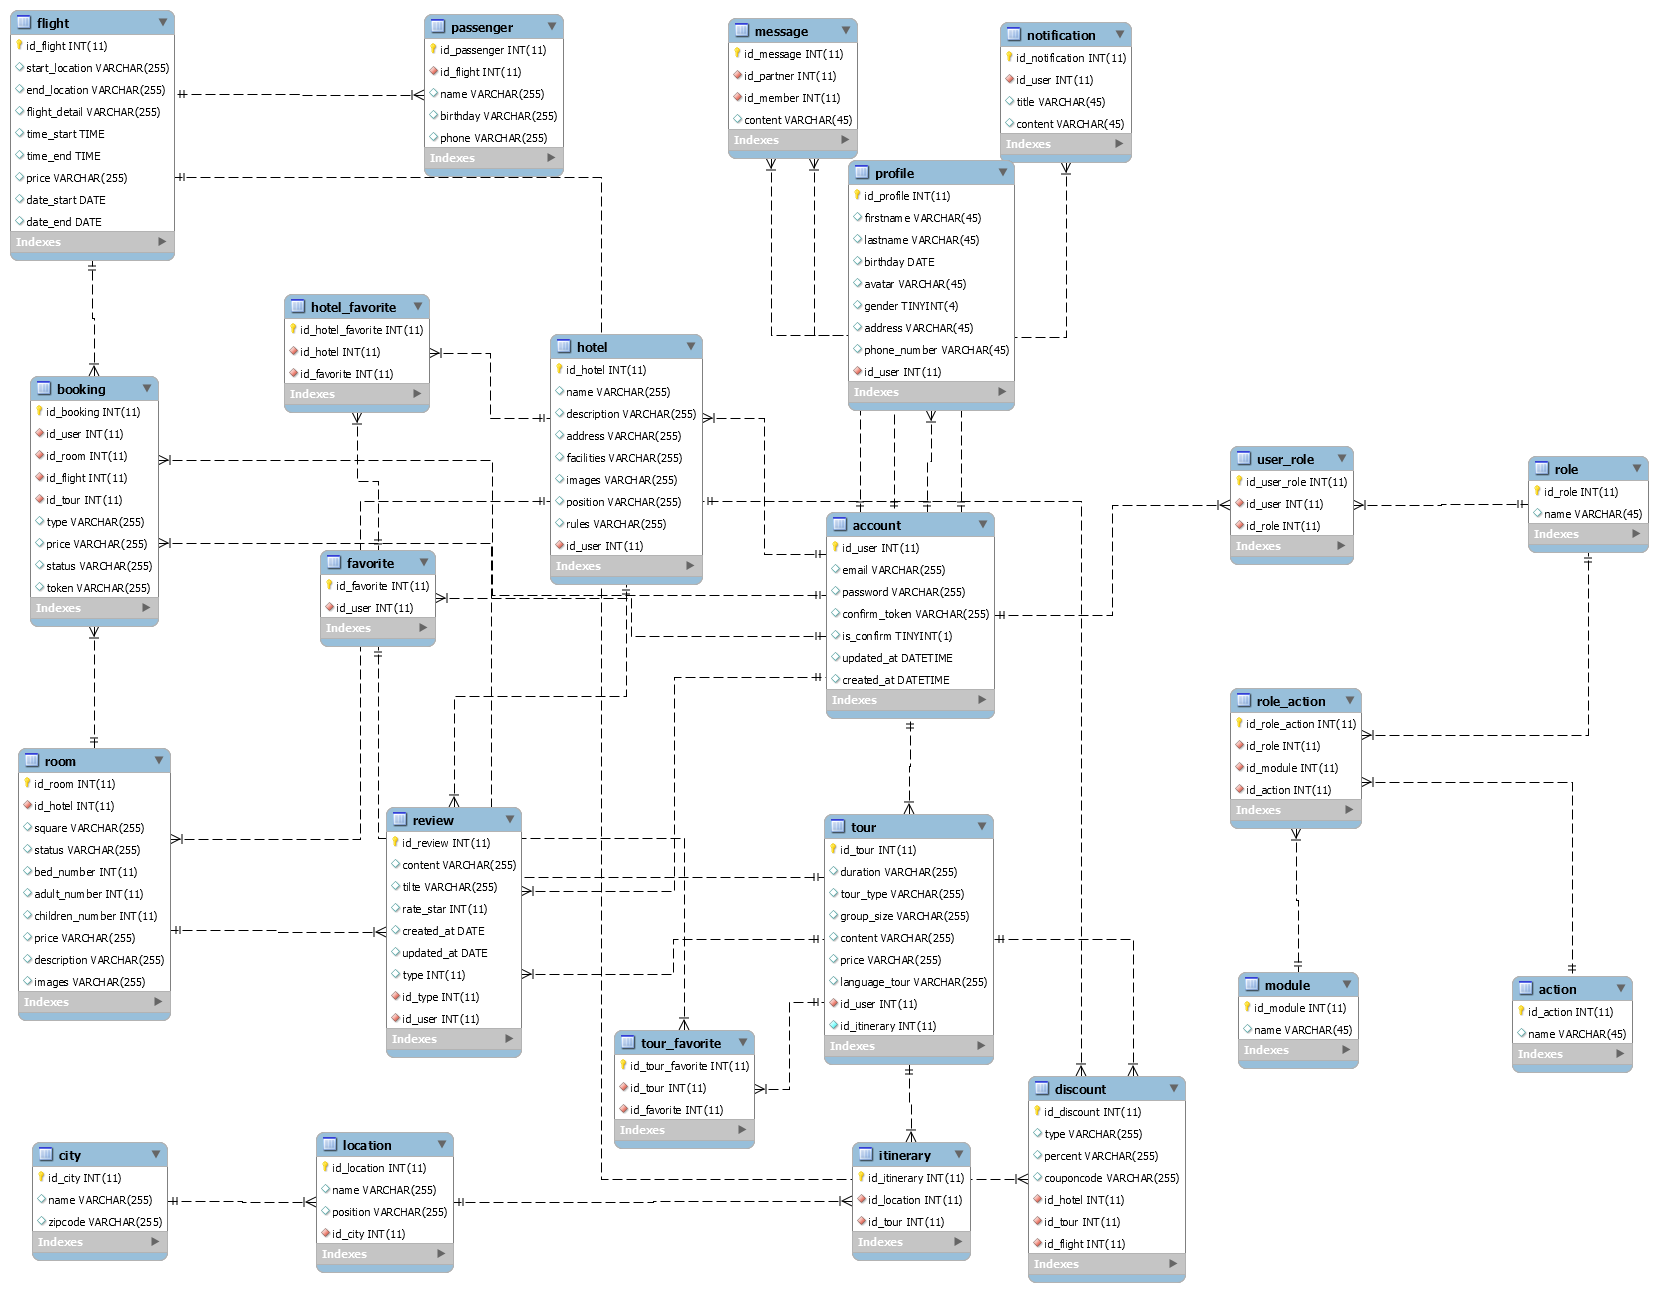 flight
id_flight INT(11)
start_location VARCHAR(255)
end_location VARCHAR(255)
flight_detail VARCHAR(255)
time_start TIME
time_end TIME
price VARCHAR(255)
date_start DATE
date_end DATE
Indexes
passenger
id_passenger INT(11)
id_flight INT(11)
name VARCHAR(255)
birthday VARCHAR(255)
phone VARCHAR(255)
Indexes
message
id_message INT(11)
id_partner INT(11)
id_member INT(11)
content VARCHAR(45)
Indexes
notification
id_notification INT(11)
id_user INT(11)
title VARCHAR(45)
content VARCHAR(45)
Indexes
profile
id_profile INT(11)
firstname VARCHAR(45)
lastname VARCHAR(45)
birthday DATE
avatar VARCHAR(45)
gender TINYINT(4)
address VARCHAR(45)
phone_number VARCHAR(45)
id_user INT(11)
Indexes
hotel_favorite
id_hotel_favorite INT(11)
id_hotel INT(11)
id_favorite INT(11)
Indexes
hotel
id_hotel INT(11)
name VARCHAR(255)
description VARCHAR(255)
address VARCHAR(255)
facilities VARCHAR(255)
images VARCHAR(255)
position VARCHAR(255)
rules VARCHAR(255)
id_user INT(11)
Indexes
booking
id_booking INT(11)
id_user INT(11)
id_room INT(11)
id_flight INT(11)
id_tour INT(11)
type VARCHAR(255)
price VARCHAR(255)
status VARCHAR(255)
token VARCHAR(255)
Indexes
favorite
id_favorite INT(11)
id_user INT(11)
Indexes
account
id_user INT(11)
email VARCHAR(255)
password VARCHAR(255)
confirm_token VARCHAR(255)
is_confirm TINYINT(1)
updated_at DATETIME
created_at DATETIME
Indexes
user_role
id_user_role INT(11)
id_user INT(11)
id_role INT(11)
Indexes
role
id_role INT(11)
name VARCHAR(45)
Indexes
role_action
id_role_action INT(11)
id_role INT(11)
id_module INT(11)
id_action INT(11)
Indexes
room
id_room INT(11)
id_hotel INT(11)
square VARCHAR(255)
status VARCHAR(255)
bed_number INT(11)
adult_number INT(11)
children_number INT(11)
price VARCHAR(255)
description VARCHAR(255)
images VARCHAR(255)
Indexes
review
id_review INT(11)
content VARCHAR(255)
tilte VARCHAR(255)
rate_star INT(11)
created_at DATE
updated_at DATE
type INT(11)
id_type INT(11)
id_user INT(11)
Indexes
tour
id_tour INT(11)
duration VARCHAR(255)
tour_type VARCHAR(255)
group_size VARCHAR(255)
content VARCHAR(255)
price VARCHAR(255)
language_tour VARCHAR(255)
id_user INT(11)
id_itinerary INT(11)
Indexes
module
id_module INT(11)
name VARCHAR(45)
Indexes
action
id_action INT(11)
name VARCHAR(45)
Indexes
tour_favorite
id_tour_favorite INT(11)
id_tour INT(11)
id_favorite INT(11)
Indexes
discount
id_discount INT(11)
type VARCHAR(255)
percent VARCHAR(255)
couponcode VARCHAR(255)
id_hotel INT(11)
id_tour INT(11)
id_flight INT(11)
Indexes
city
id_city INT(11)
name VARCHAR(255)
zipcode VARCHAR(255)
Indexes
location
id_location INT(11)
name VARCHAR(255)
position VARCHAR(255)
id_city INT(11)
Indexes
itinerary
id_itinerary INT(11)
id_location INT(11)
id_tour INT(11)
Indexes